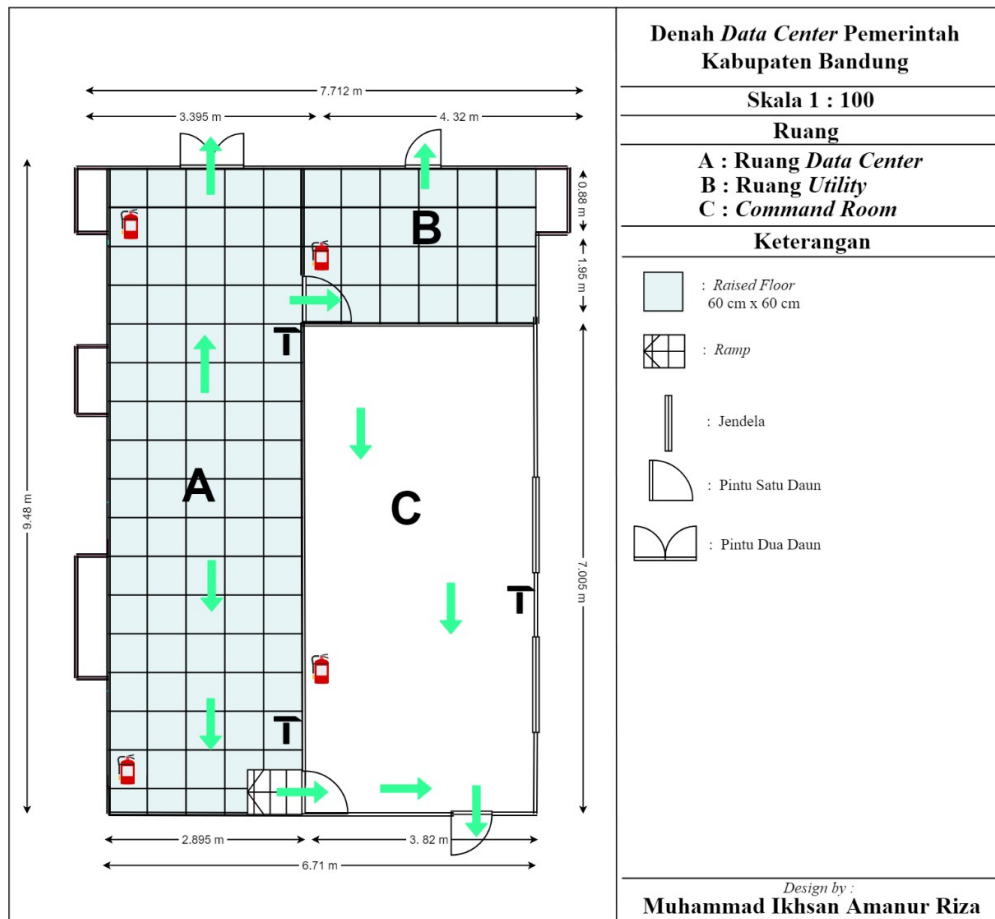 Denah Data Center Pemerintah
Kabupaten Bandung
Skala 1 : 100
Ruang
A : Ruang Data Center
B : Ruang Utility
C : Command Room
Keterangan
: Raised Floor
60 cm x 60 cm
: Ramp
: Jendela
: Pintu Satu Daun
: Pintu Dua Daun
Design by :
Muhammad Ikhsan Amanur Riza
7.712 m
3.395 m
4. 32 m
0.88 m
1.95 m
7.005 m
9.48 m
A
B
C
T
T
T
2.895 m
3. 82 m
6.71 m